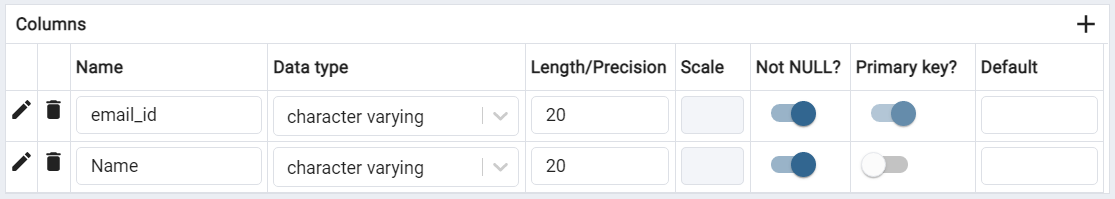 Columns
Name Data type Length/Precision Scale Not NULL? Primary key? Default
email_id character varying 20
Name character varying 20